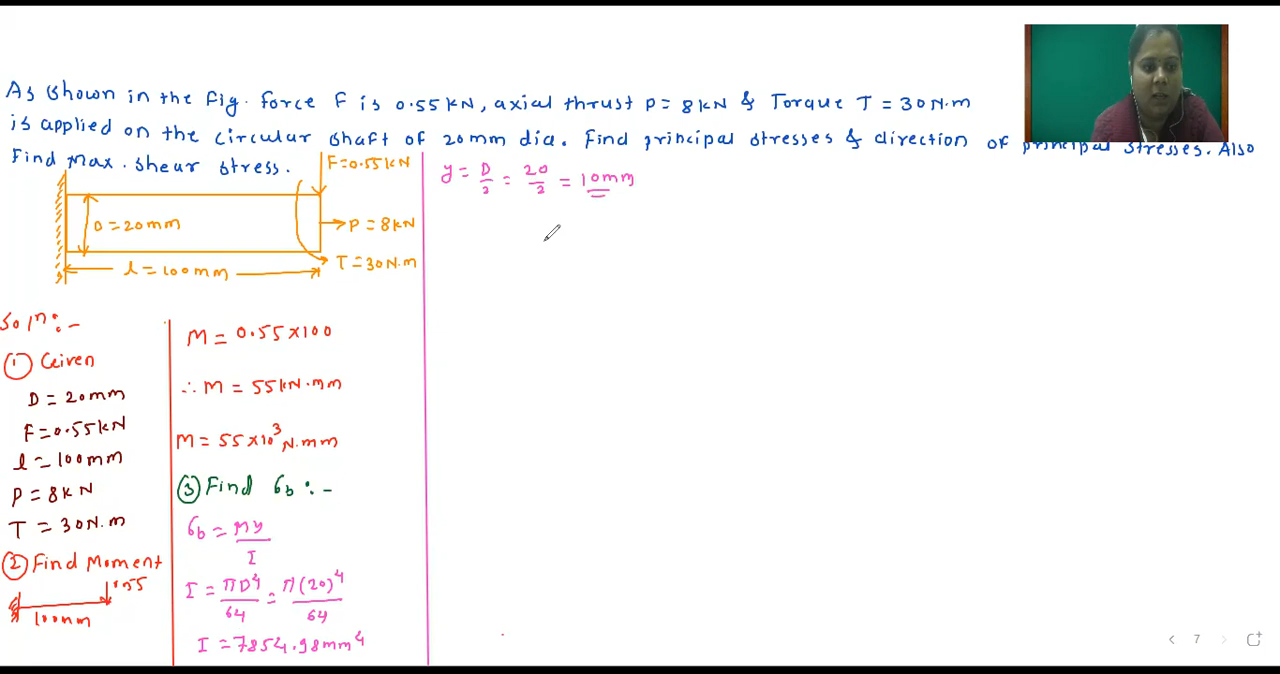 As shown in the Fig. force F is 0.55KN, axial thrust P = 8KN & Torque T = 30N.m
is applied on the circular shaft of 20mm dia. Find principal stresses & direction of principal stresses. Also
Find Max. shear stress.
F=0.55KN
D=20mm
P = 8KN
T = 30N.m
l = 100mm
Soln:-
① Given
D = 20mm
F=0.55KN
l = 100mm
P = 8KN
T = 30N.m
② Find Moment
0.55
100mm
M = 0.55×100
∴ M = 55KN.mm
M = 55×10³ N.mm
③ Find σb :-
σb = My/I
I = πD⁴/64 = π(20)⁴/64
I = 7854.98mm⁴
y = D/2 = 20/2 = 10mm
< 7 >